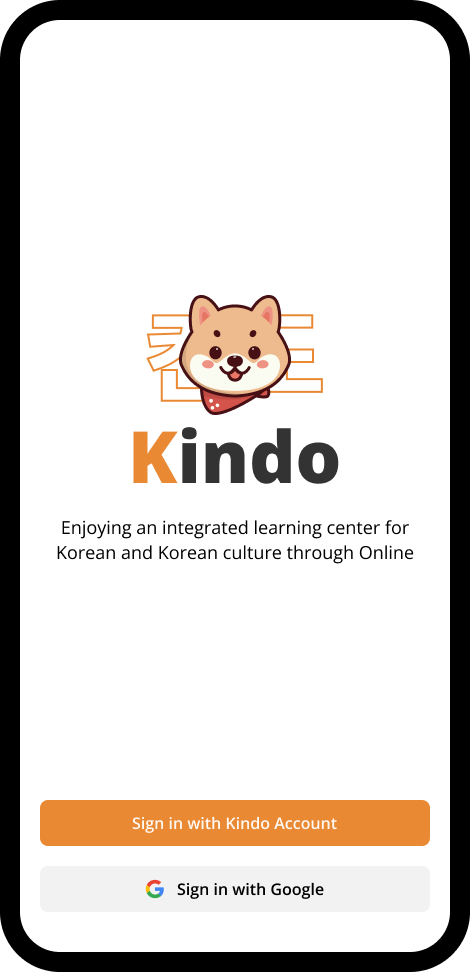 Kindo
Enjoying an integrated learning center for
Korean and Korean culture through Online
Sign in with Kindo Account
Sign in with Google